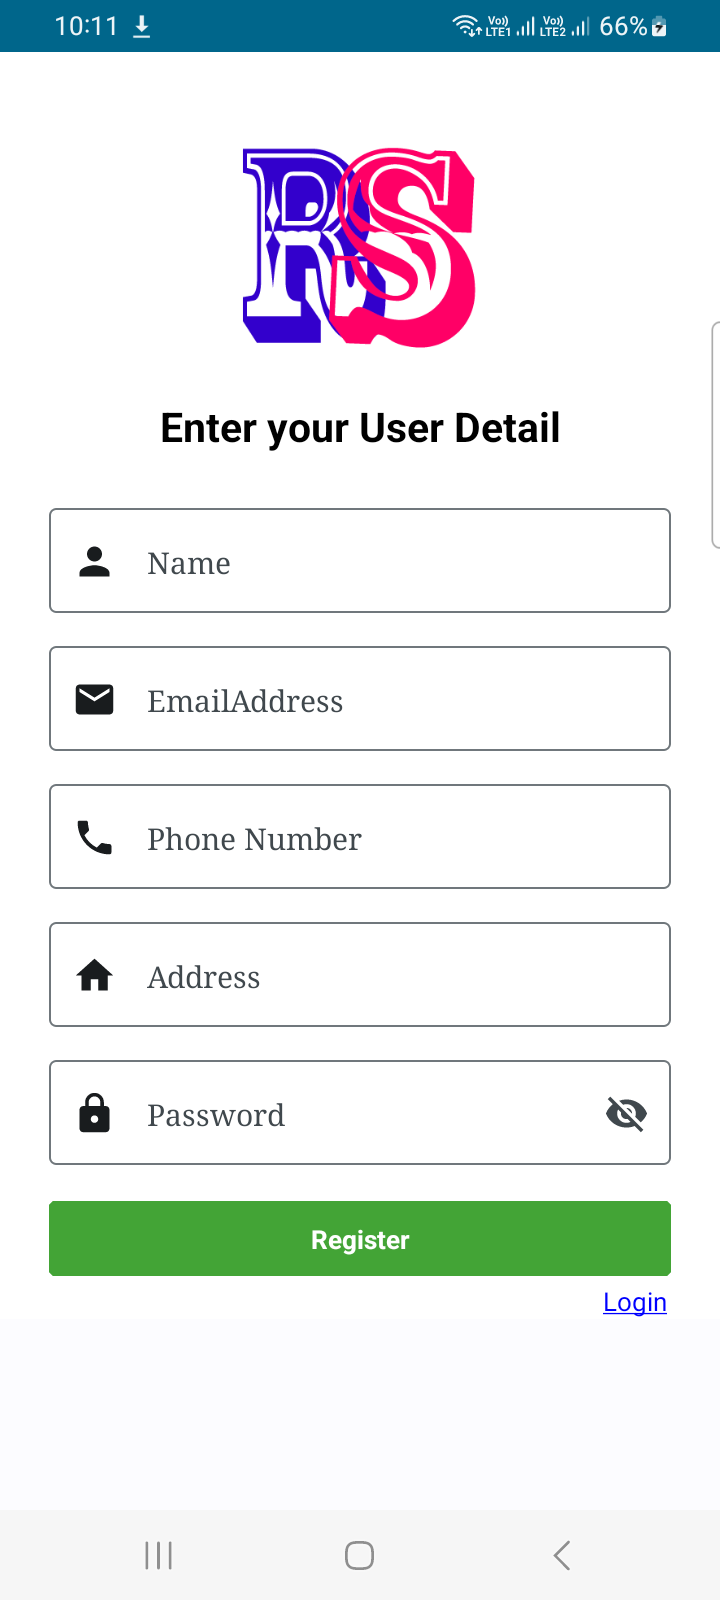 10:11 Vo)) LTE1 Vo)) LTE2 66%
RS
Enter your User Detail
Name
EmailAddress
Phone Number
Address
Password
Register
Login